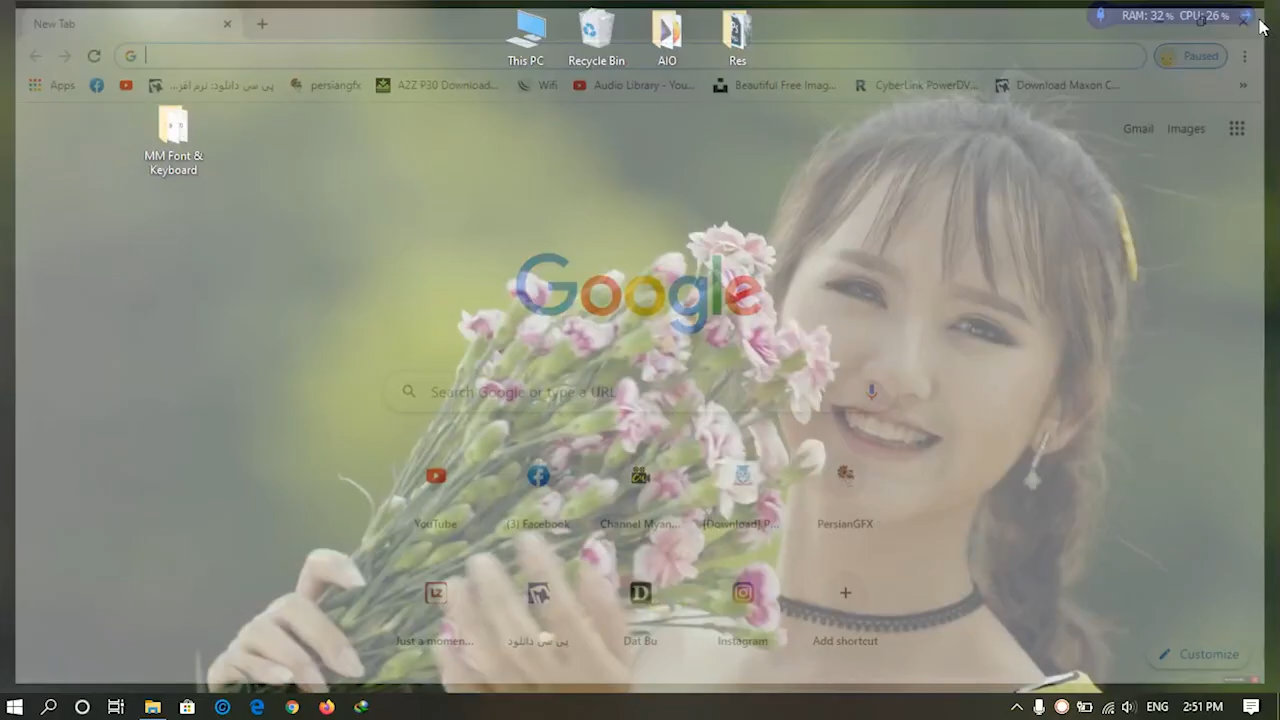 New Tab
RAM: 32% CPU: 26%
This PC
Recycle Bin
AIO
Res
Paused
Apps
پی سی دانلود: نرم افز...
persiangfx
A2Z P30 Download...
Wifi
Audio Library - You...
Beautiful Free Imag...
CyberLink PowerDV...
Download Maxon C...
»
MM Font &
Keyboard
Gmail
Images
Google
Search Google or type a URL
YouTube
(3) Facebook
Channel Myan...
[Download] P...
PersianGFX
Just a momen...
پی سی دانلود
Dat Bu
Instagram
Add shortcut
Customize
ENG
2:51 PM